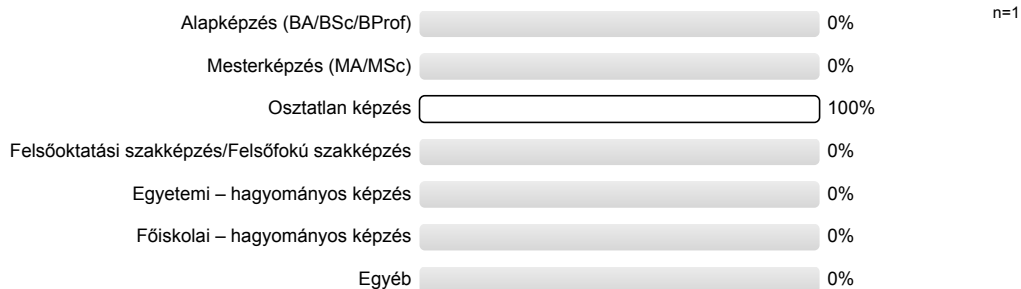 n=1
Alapképzés (BA/BSc/BProf) 0%
Mesterképzés (MA/MSc) 0%
Osztatlan képzés 100%
Felsőoktatási szakképzés/Felsőfokú szakképzés 0%
Egyetemi – hagyományos képzés 0%
Főiskolai – hagyományos képzés 0%
Egyéb 0%